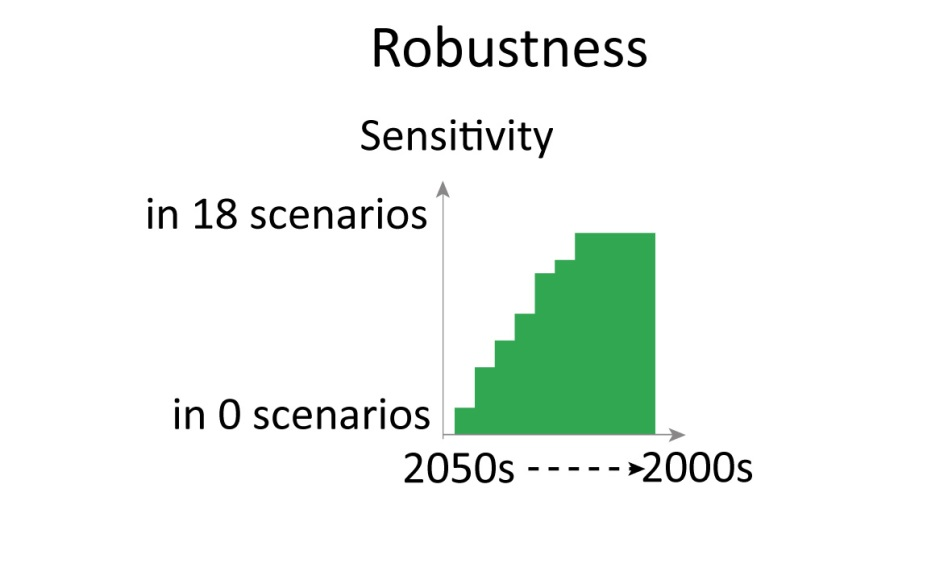 Robustness
Sensitivity
in 18 scenarios
in 0 scenarios
2050s
2000s